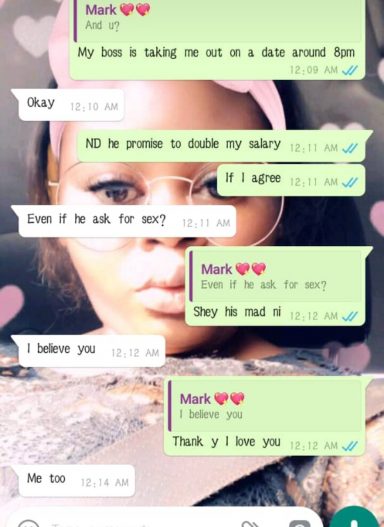 Mark
And u?
My boss is taking me out on a date around 8pm
12:09 AM
Okay
12:10 AM
ND he promise to double my salary
12:11 AM
If I agree
12:11 AM
Even if he ask for sex?
12:11 AM
Mark
Even if he ask for sex?
Shey his mad ni
12:12 AM
I believe you
12:12 AM
Mark
I believe you
Thank y I love you
12:12 AM
Me too
12:14 AM